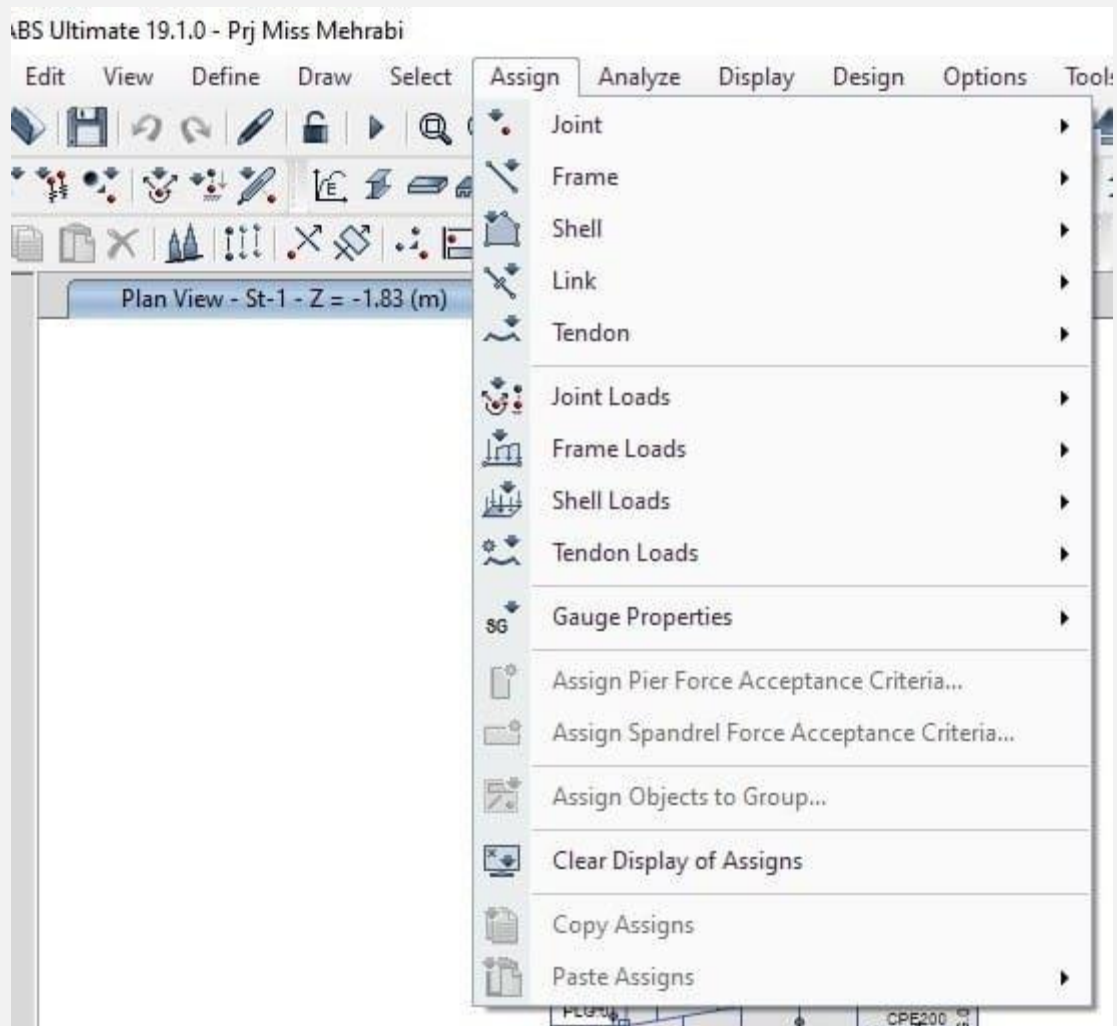 ABS Ultimate 19.1.0 - Prj Miss Mehrabi
Edit View Define Draw Select Assign Analyze Display Design Options Tools
Plan View - St-1 - Z = -1.83 (m)
Joint
Frame
Shell
Link
Tendon
Joint Loads
Frame Loads
Shell Loads
Tendon Loads
SG
Gauge Properties
Assign Pier Force Acceptance Criteria...
Assign Spandrel Force Acceptance Criteria...
Assign Objects to Group...
Clear Display of Assigns
Copy Assigns
Paste Assigns
CPE200